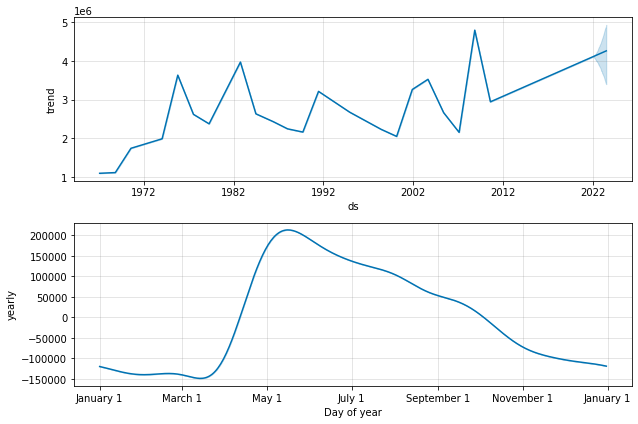 1e6
5
4
3
2
1
trend
1972 1982 1992 2002 2012 2022
ds
200000
150000
100000
50000
0
−50000
−100000
−150000
yearly
January 1 March 1 May 1 July 1 September 1 November 1 January 1
Day of year